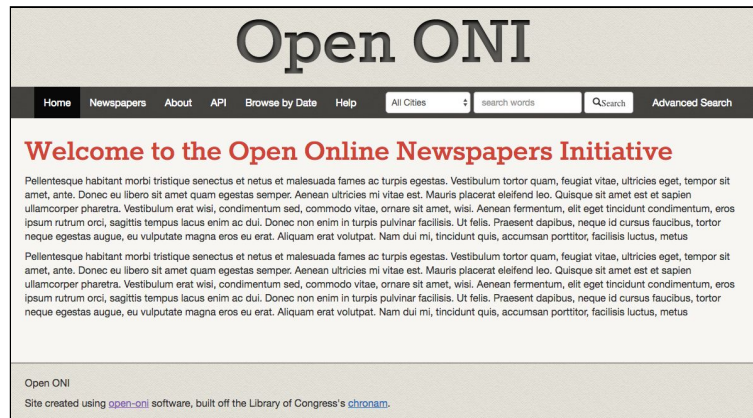 Open ONI
Home Newspapers About API Browse by Date Help All Cities search words Search Advanced Search
Welcome to the Open Online Newspapers Initiative
Pellentesque habitant morbi tristique senectus et netus et malesuada fames ac turpis egestas. Vestibulum tortor quam, feugiat vitae, ultricies eget, tempor sit
amet, ante. Donec eu libero sit amet quam egestas semper. Aenean ultricies mi vitae est. Mauris placerat eleifend leo. Quisque sit amet est et sapien
ullamcorper pharetra. Vestibulum erat wisi, condimentum sed, commodo vitae, ornare sit amet, wisi. Aenean fermentum, elit eget tincidunt condimentum, eros
ipsum rutrum orci, sagittis tempus lacus enim ac dui. Donec non enim in turpis pulvinar facilisis. Ut felis. Praesent dapibus, neque id cursus faucibus, tortor
neque egestas augue, eu vulputate magna eros eu erat. Aliquam erat volutpat. Nam dui mi, tincidunt quis, accumsan porttitor, facilisis luctus, metus
Pellentesque habitant morbi tristique senectus et netus et malesuada fames ac turpis egestas. Vestibulum tortor quam, feugiat vitae, ultricies eget, tempor sit
amet, ante. Donec eu libero sit amet quam egestas semper. Aenean ultricies mi vitae est. Mauris placerat eleifend leo. Quisque sit amet est et sapien
ullamcorper pharetra. Vestibulum erat wisi, condimentum sed, commodo vitae, ornare sit amet, wisi. Aenean fermentum, elit eget tincidunt condimentum, eros
ipsum rutrum orci, sagittis tempus lacus enim ac dui. Donec non enim in turpis pulvinar facilisis. Ut felis. Praesent dapibus, neque id cursus faucibus, tortor
neque egestas augue, eu vulputate magna eros eu erat. Aliquam erat volutpat. Nam dui mi, tincidunt quis, accumsan porttitor, facilisis luctus, metus
Open ONI
Site created using open-oni software, built off the Library of Congress's chronam.